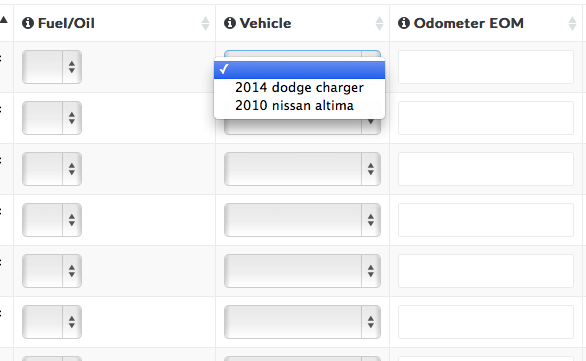 Fuel/Oil Vehicle Odometer EOM
2014 dodge charger
2010 nissan altima